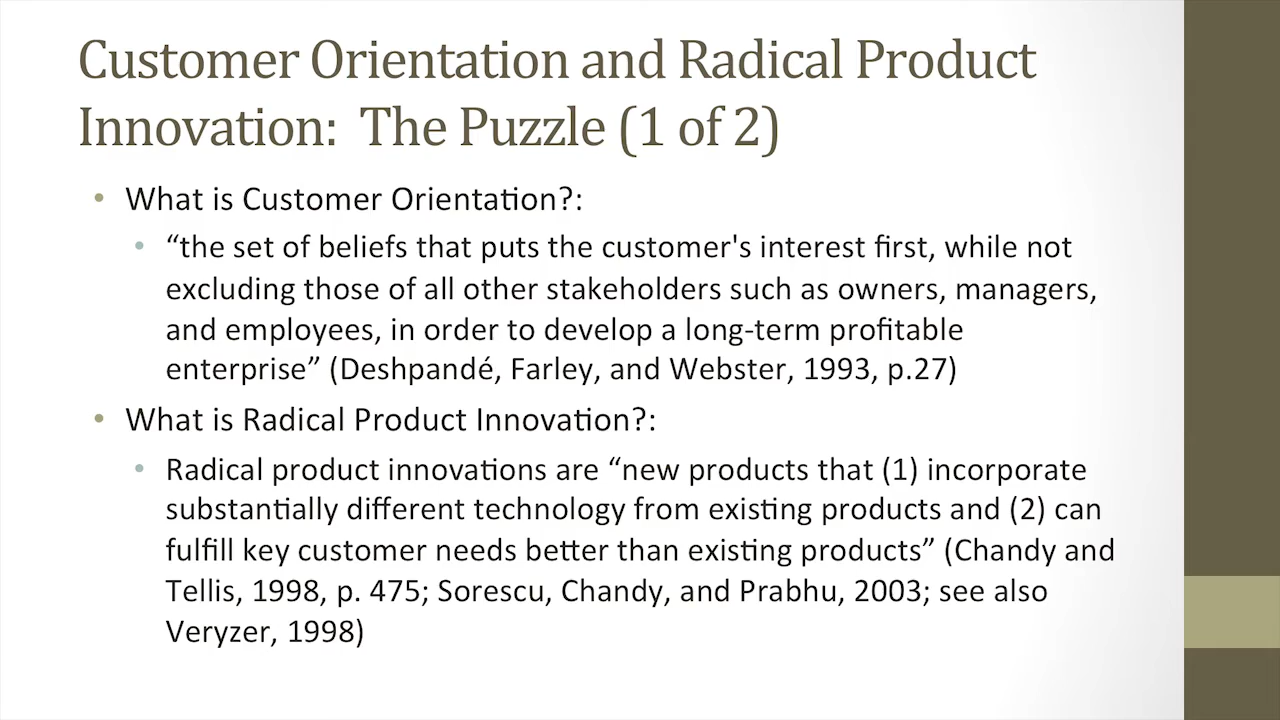 Customer Orientation and Radical Product
Innovation: The Puzzle (1 of 2)
• What is Customer Orientation?:
• “the set of beliefs that puts the customer's interest first, while not
excluding those of all other stakeholders such as owners, managers,
and employees, in order to develop a long-term profitable
enterprise” (Deshpandé, Farley, and Webster, 1993, p.27)
• What is Radical Product Innovation?:
• Radical product innovations are “new products that (1) incorporate
substantially different technology from existing products and (2) can
fulfill key customer needs better than existing products” (Chandy and
Tellis, 1998, p. 475; Sorescu, Chandy, and Prabhu, 2003; see also
Veryzer, 1998)